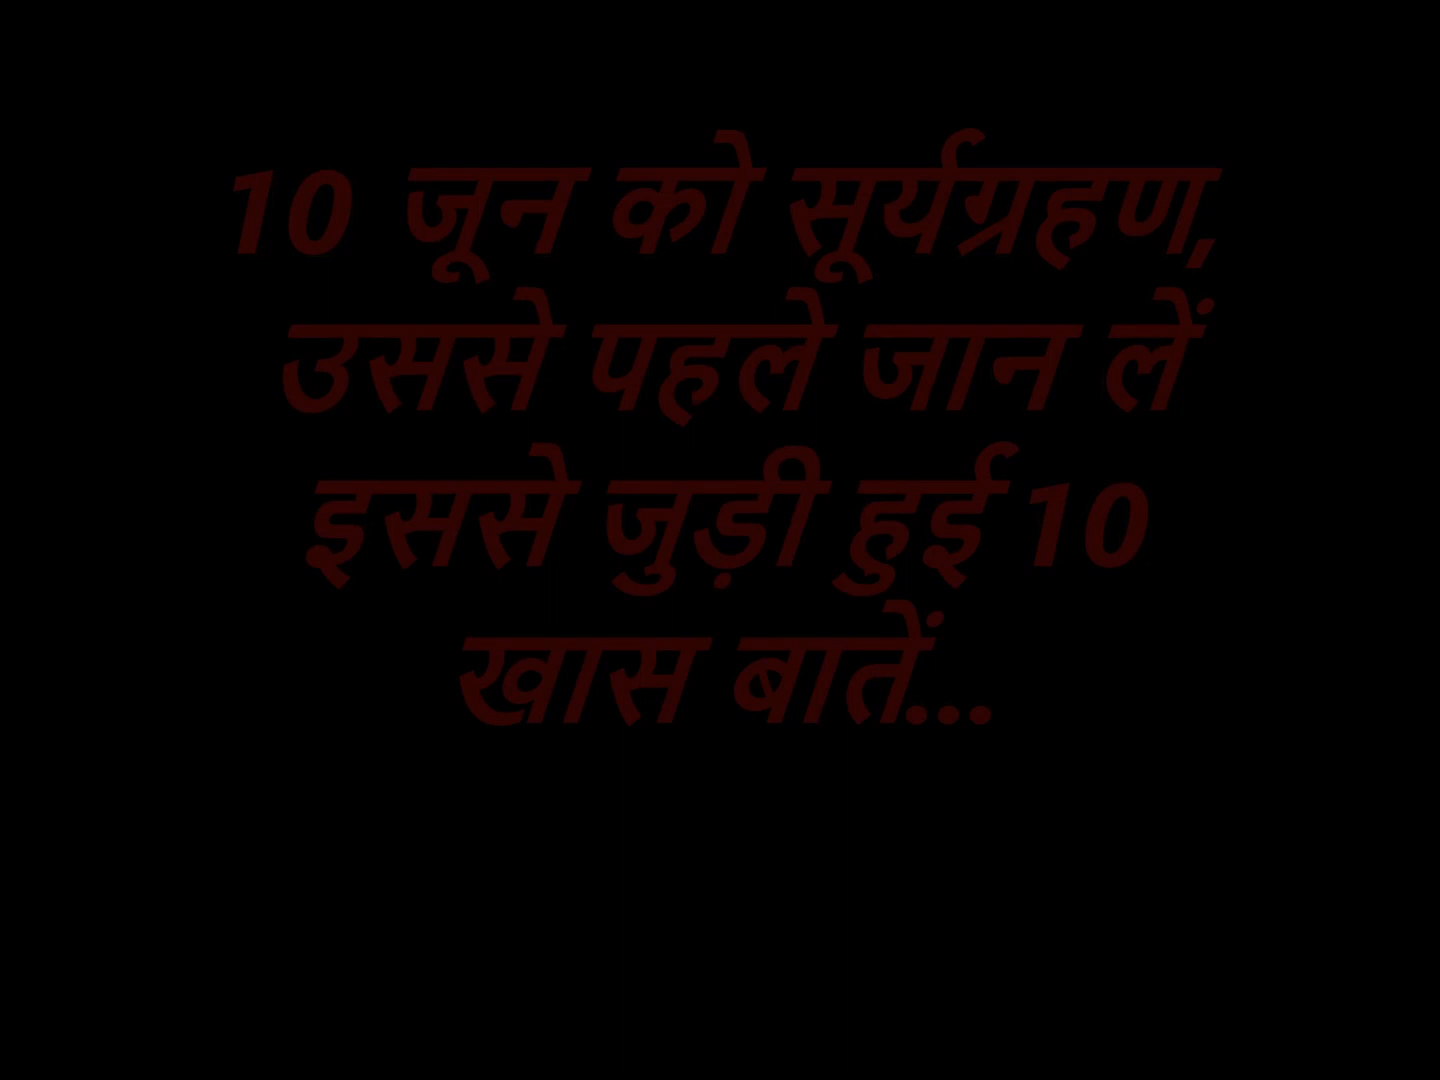 10 जून को सूर्यग्रहण,
उससे पहले जान लें
इससे जुड़ी हुई 10
खास बातें...